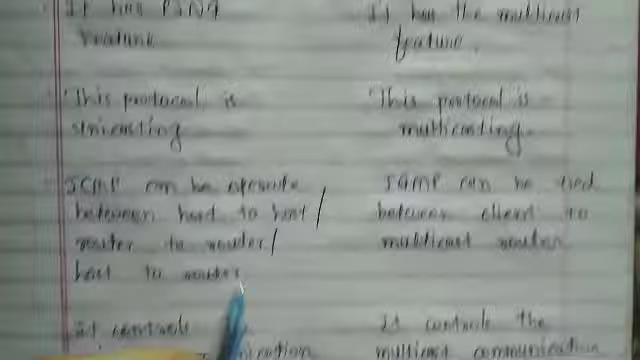 It has PING
feature
It has the multicast
feature.
This protocol is
unicasting
This protocol is
multicasting
ICMP can be operate
between host to host/
router to router/
host to router
IGMP can be used
between client to
multicast router
It controls
nication
It controls the
multicast communication